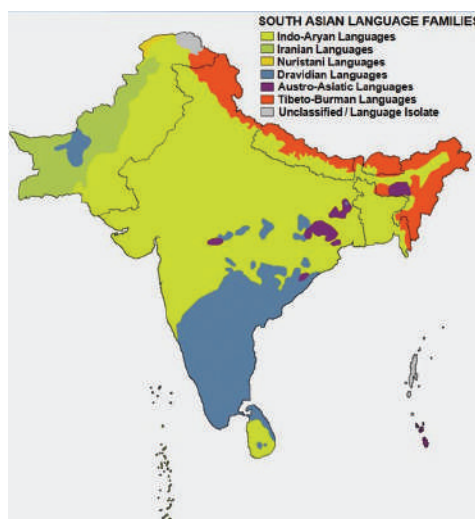 SOUTH ASIAN LANGUAGE FAMILIES
Indo-Aryan Languages
Iranian Languages
Nuristani Languages
Dravidian Languages
Austro-Asiatic Languages
Tibeto-Burman Languages
Unclassified / Language Isolate